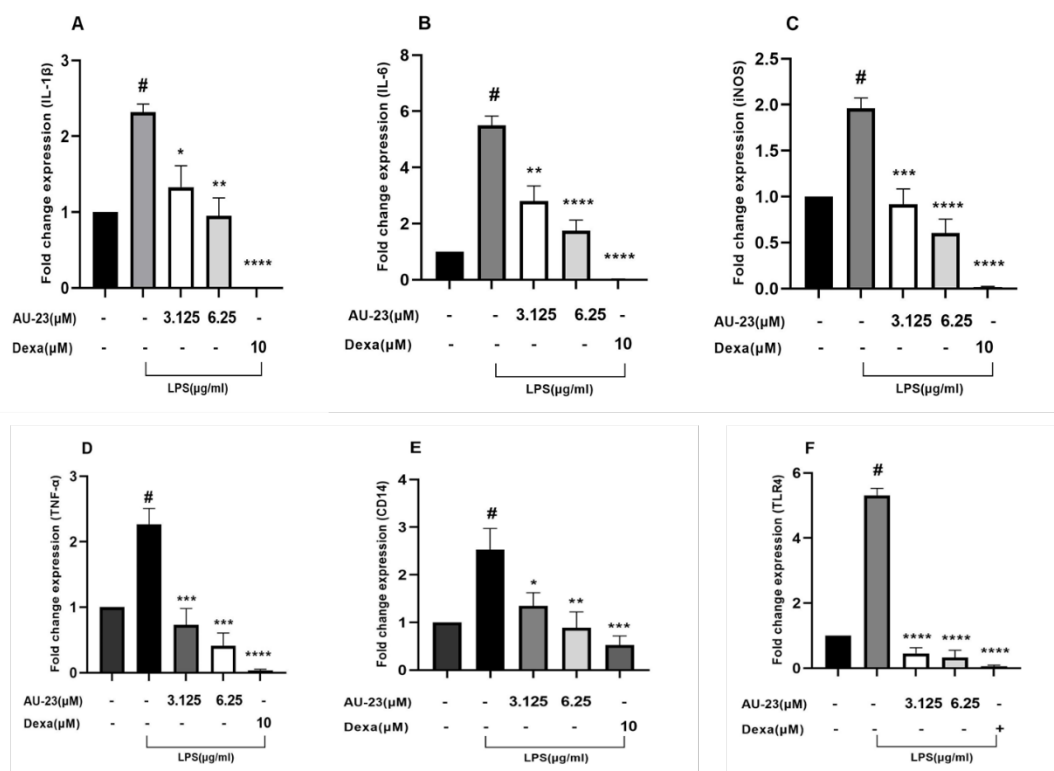 A
Fold change expression (IL-1β)
3
2
1
0
#
*
**
****
AU-23(μM) - - 3.125 6.25 -
Dexa(μM) - - - - 10
LPS(μg/ml)
B
Fold change expression (IL-6)
8
6
4
2
0
#
**
****
****
- - 3.125 6.25 -
- - - - 10
LPS(μg/ml)
C
Fold change expression (iNOS)
2.5
2.0
1.5
1.0
0.5
0.0
#
***
****
****
AU-23(μM) - - 3.125 6.25 -
Dexa(μM) - - - - 10
LPS(μg/ml)
D
Fold change expression (TNF-α)
3
2
1
0
#
***
***
****
AU-23(μM) - - 3.125 6.25 -
Dexa(μM) - - - - 10
LPS(μg/ml)
E
Fold change expression (CD14)
4
3
2
1
0
#
*
**
***
AU-23(μM) - - 3.125 6.25 -
Dexa(μM) - - - - 10
LPS(μg/ml)
F
Fold change expression (TLR4)
6
4
2
0
#
****
****
****
AU-23(μM) - - 3.125 6.25 -
Dexa(μM) - - - - +
LPS(μg/ml)